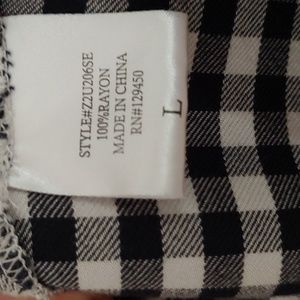 STYLE#Z2U206SE
100%RAYON
MADE IN CHINA
RN#129450
L